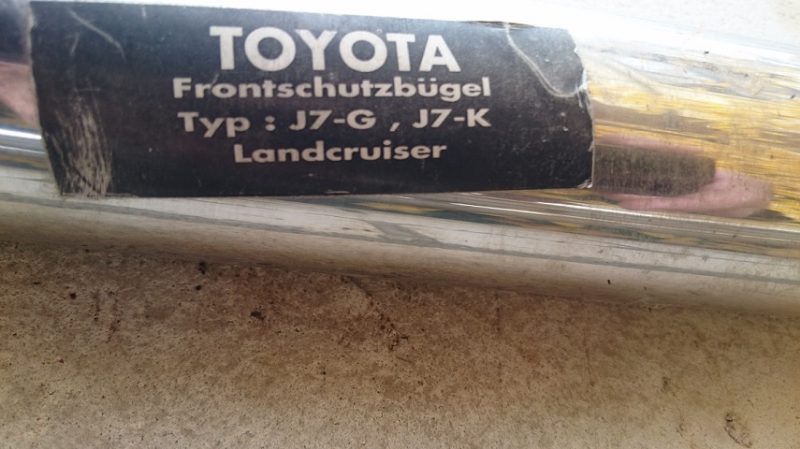 TOYOTA
Frontschutzbügel
Typ : J7-G , J7-K
Landcruiser